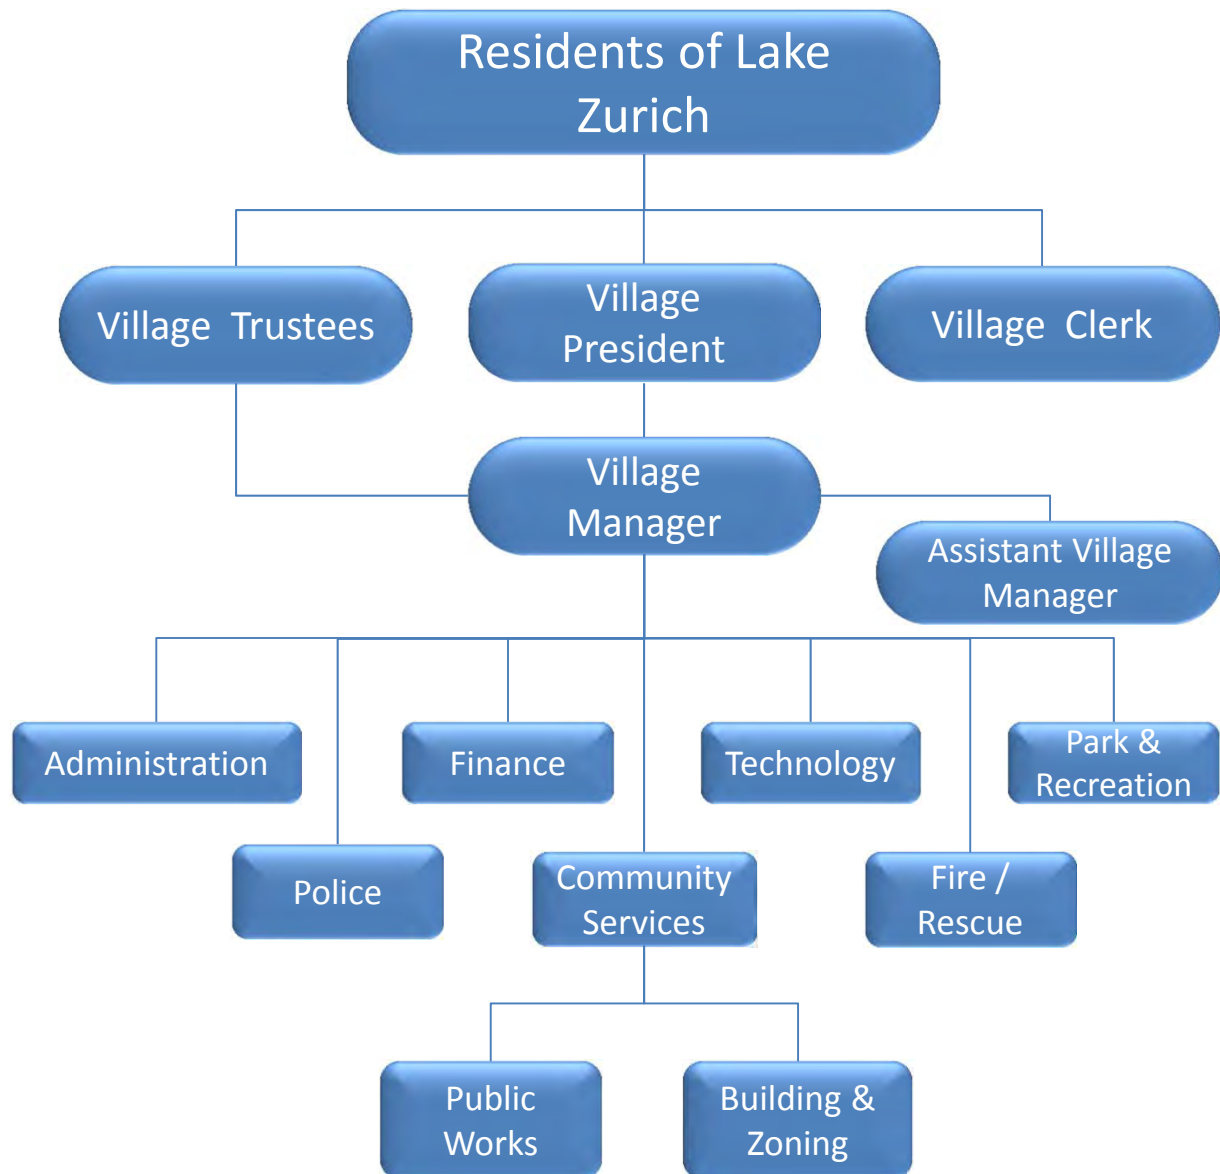 Residents of Lake
Zurich
Village Trustees
Village
President
Village Clerk
Village
Manager
Assistant Village
Manager
Administration
Finance
Technology
Park &
Recreation
Police
Community
Services
Fire /
Rescue
Public
Works
Building &
Zoning